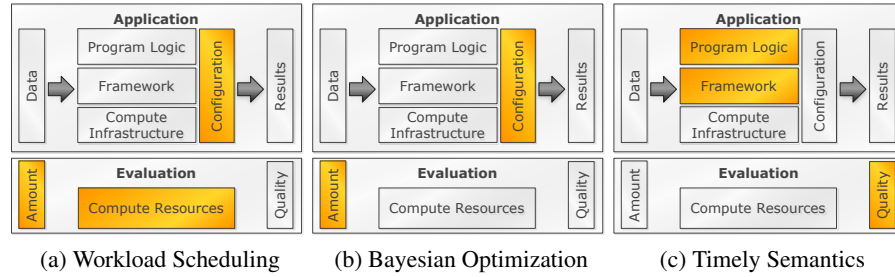 Application
Data
Program Logic
Framework
Compute
Infrastructure
Configuration
Results
Evaluation
Amount
Compute Resources
Quality
(a) Workload Scheduling
Application
Data
Program Logic
Framework
Compute
Infrastructure
Configuration
Results
Evaluation
Amount
Compute Resources
Quality
(b) Bayesian Optimization
Application
Data
Program Logic
Framework
Compute
Infrastructure
Configuration
Results
Evaluation
Amount
Compute Resources
Quality
(c) Timely Semantics